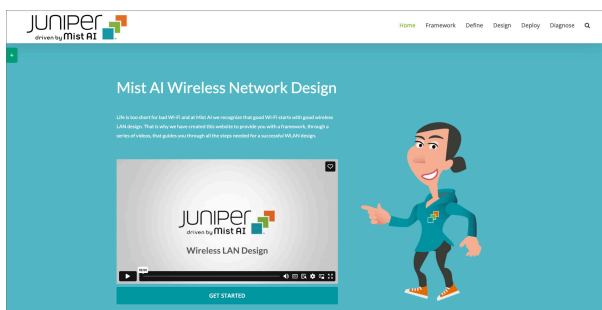 JUNIPEr
driven by Mist AI
Home Framework Define Design Deploy Diagnose
Mist AI Wireless Network Design
Life is too short for bad Wi-Fi and at Mist AI we recognize that good Wi-Fi starts with good wireless
LAN design. That is why we have created this website to provide you with a framework, through a
series of videos, that guides you through all the steps needed for a successful WLAN design.
JUNIPEr
driven by Mist AI
Wireless LAN Design
GET STARTED